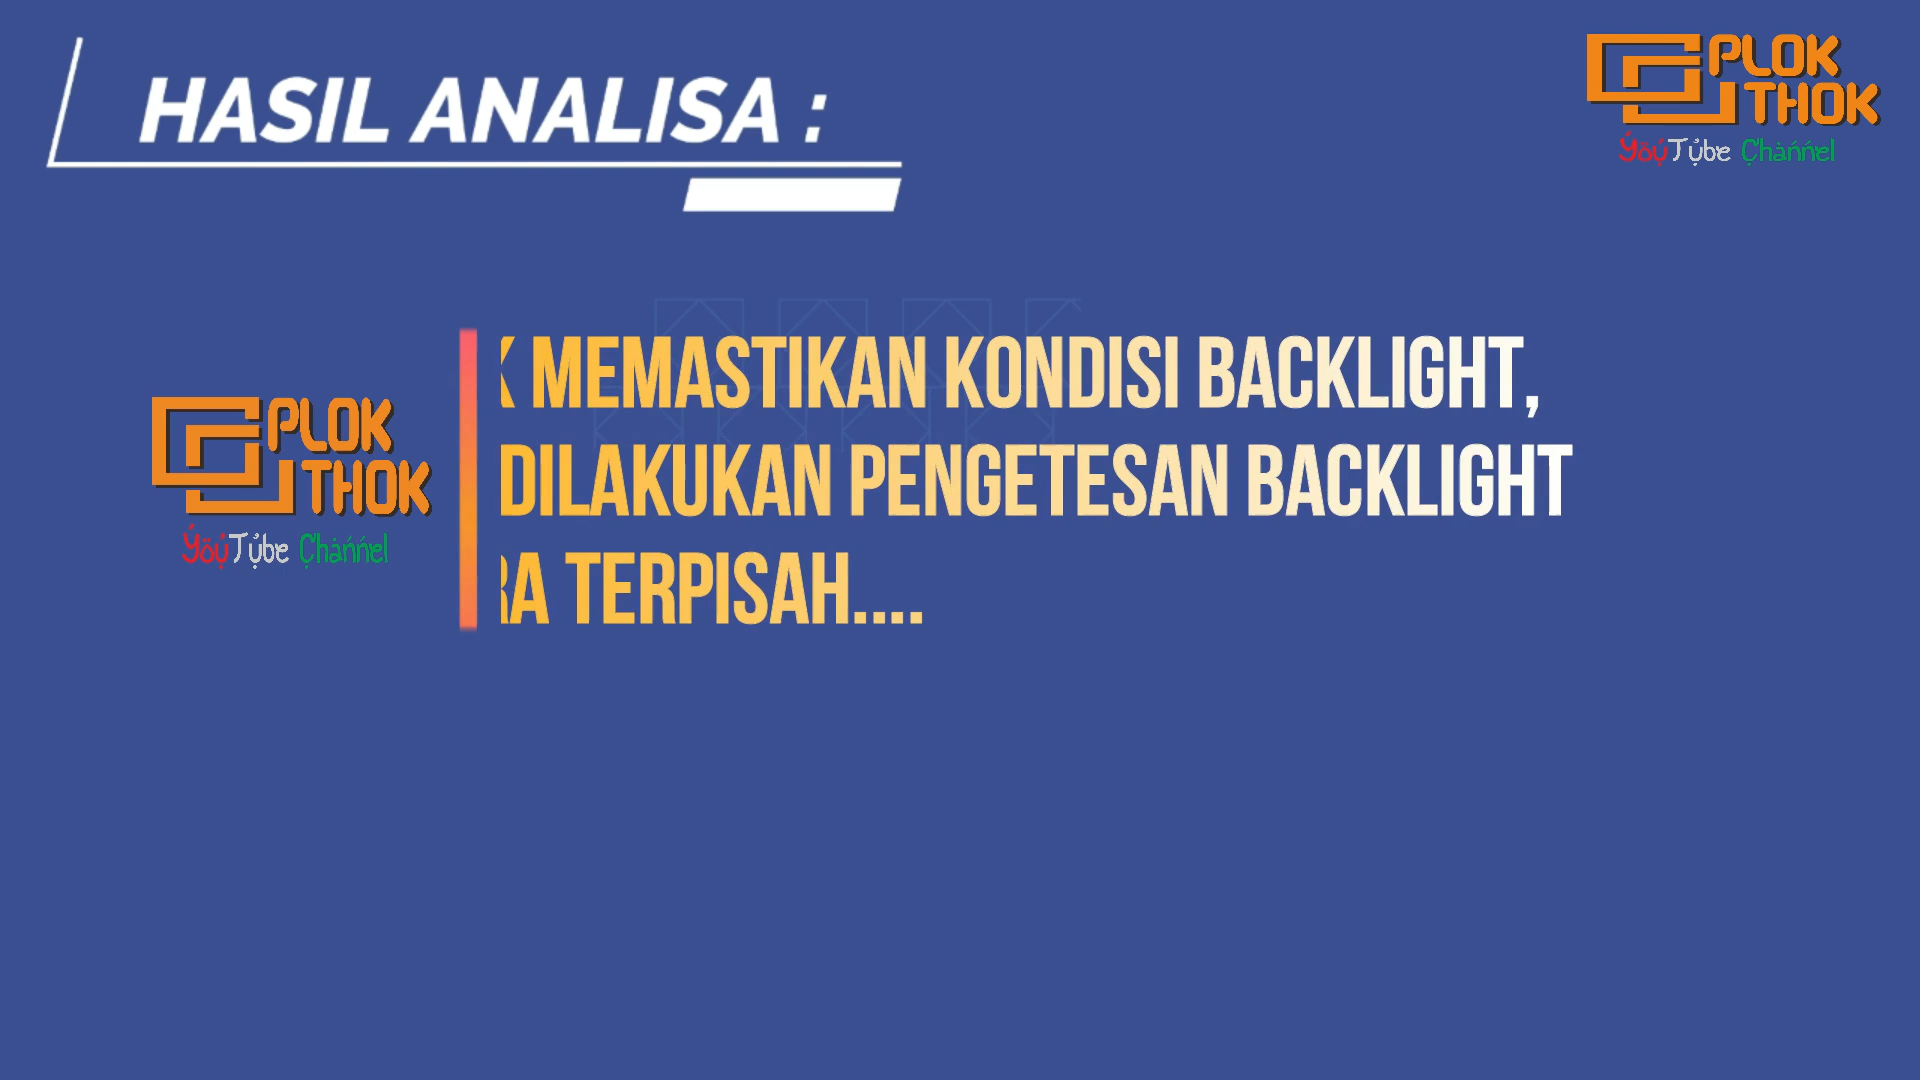 HASIL ANALISA :
PLOK
THOK
YouTube Channel
MEMASTIKAN KONDISI BACKLIGHT,
DILAKUKAN PENGETESAN BACKLIGHT
TERPISAH....
PLOK
THOK
YouTube Channel